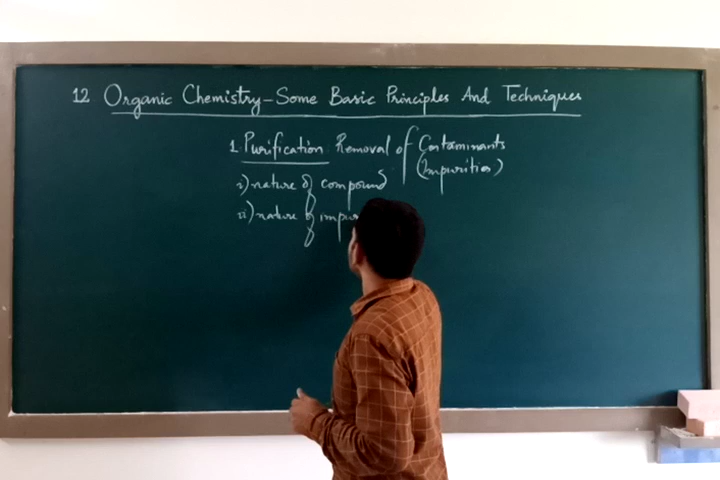 12 Organic Chemistry-Some Basic Principles And Techniques
1. Purification: Removal of Contaminants
(Impurities)
i) nature of compound
ii) nature of